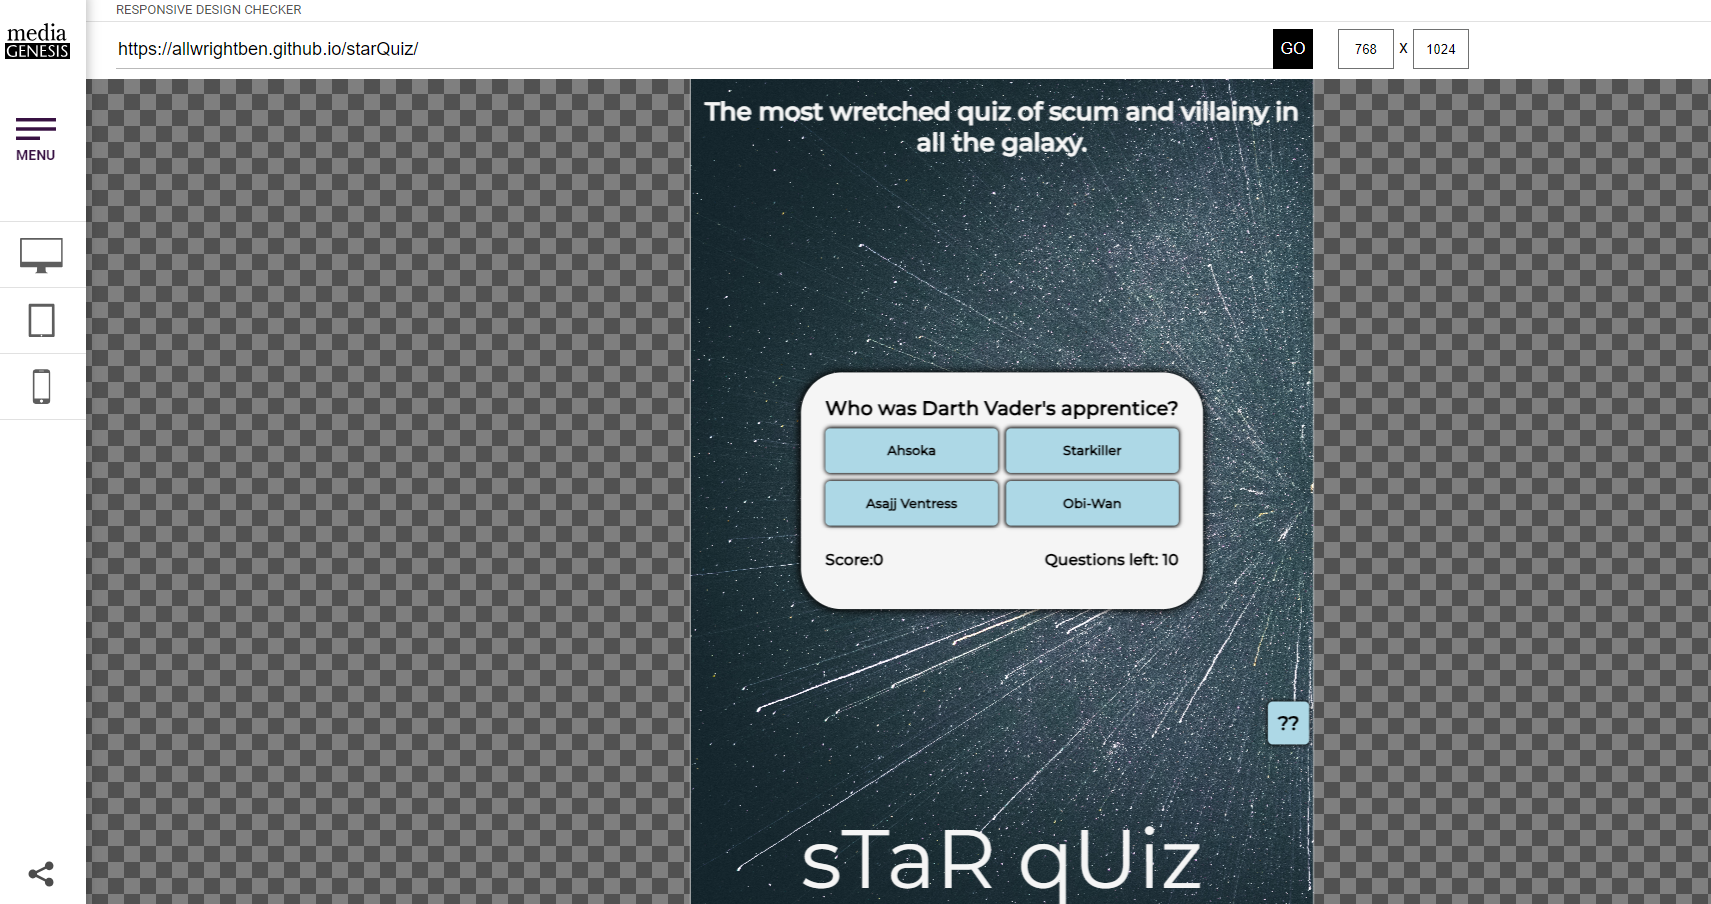 RESPONSIVE DESIGN CHECKER
media
GENESIS
https://allwrightben.github.io/starQuiz/
GO
768 X 1024
MENU
The most wretched quiz of scum and villainy in
all the galaxy.
Who was Darth Vader's apprentice?
Ahsoka
Starkiller
Asajj Ventress
Obi-Wan
Score:0
Questions left: 10
??
sTaR qUiz